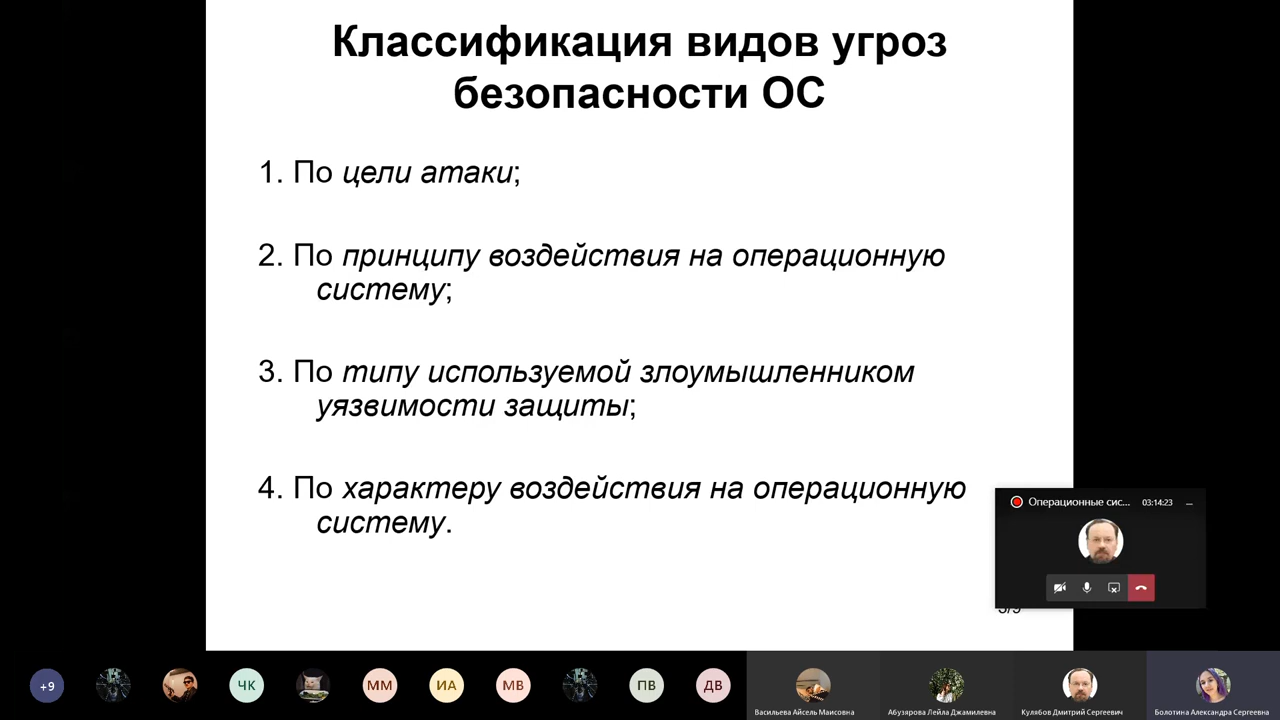 Классификация видов угроз
безопасности ОС
1. По цели атаки;
2. По принципу воздействия на операционную
систему;
3. По типу используемой злоумышленником
уязвимости защиты;
4. По характеру воздействия на операционную
систему.
Операционные сис... 03:14:23
+9
ЧК
ММ
ИА
МВ
ПВ
ДВ
Васильева Айсель Маисовна
Абузярова Лейла Джамилевна
Кулябов Дмитрий Сергеевич
Болотина Александра Сергеевна